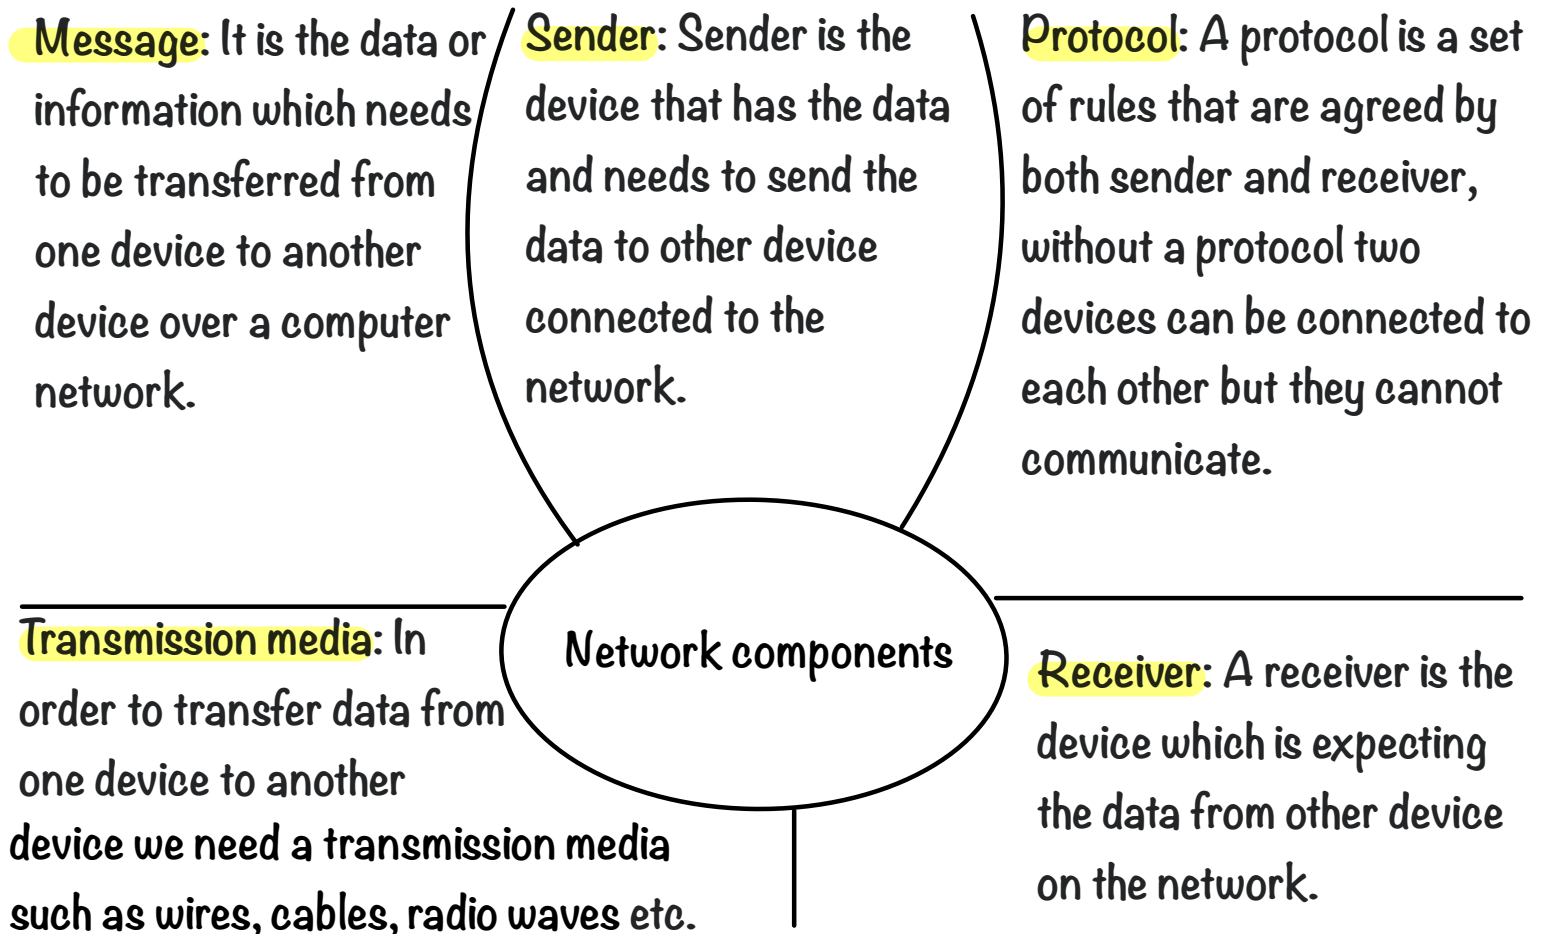 Message: It is the data or
information which needs
to be transferred from
one device to another
device over a computer
network.
Sender: Sender is the
device that has the data
and needs to send the
data to other device
connected to the
network.
Protocol: A protocol is a set
of rules that are agreed by
both sender and receiver,
without a protocol two
devices can be connected to
each other but they cannot
communicate.
Network components
Transmission media: In
order to transfer data from
one device to another
device we need a transmission media
such as wires, cables, radio waves etc.
Receiver: A receiver is the
device which is expecting
the data from other device
on the network.